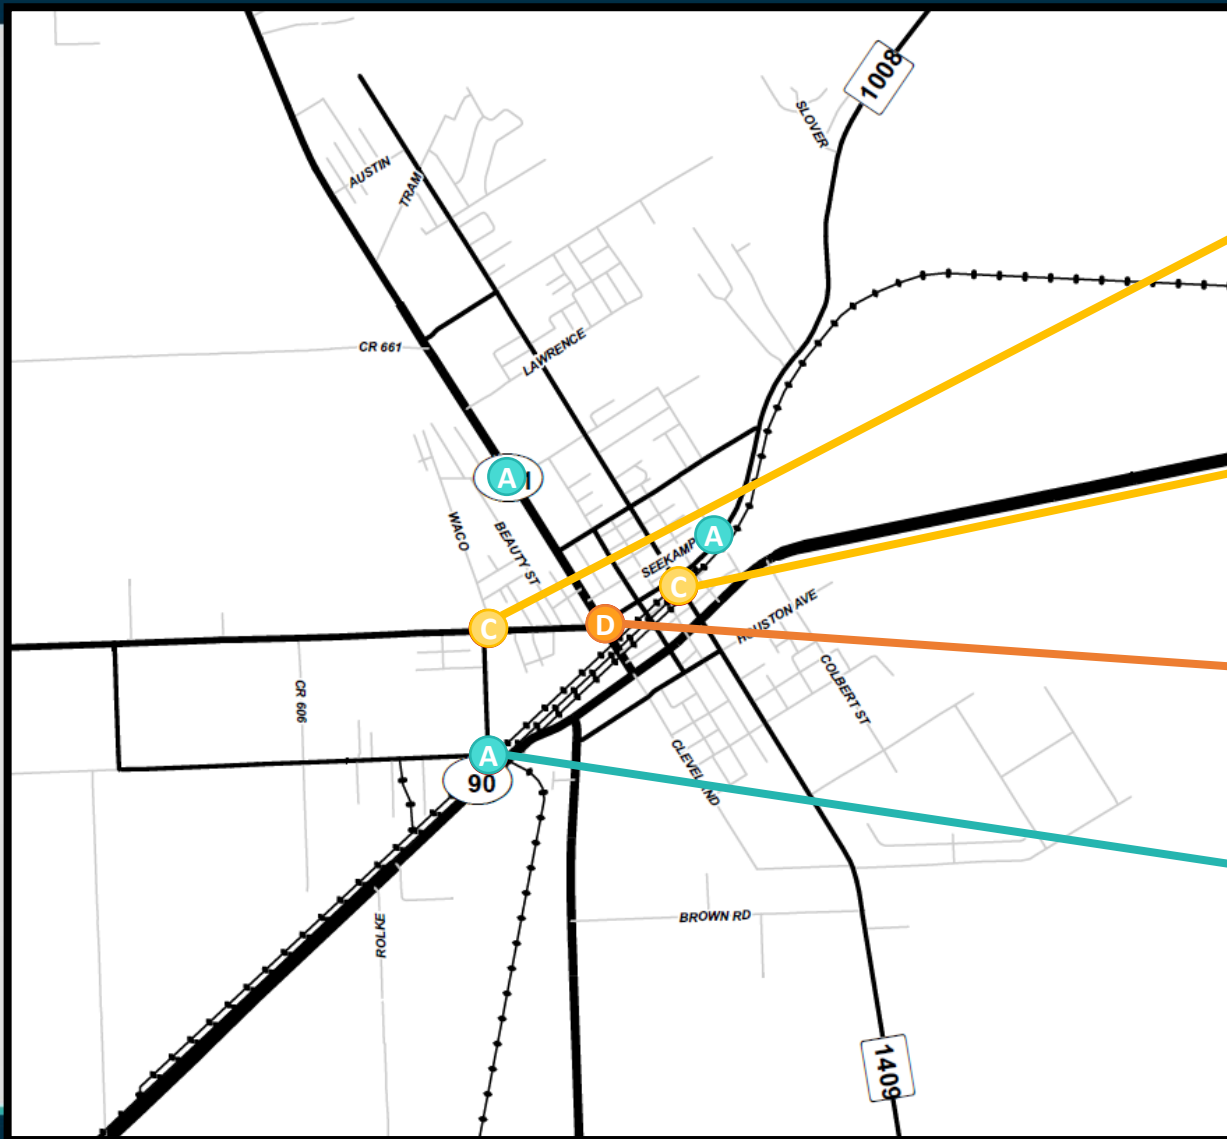 1008
SLOVER
AUSTIN
TRAM
CR 661
LAWRENCE
A
WACO
BEAUTY ST
SEEKAMP
A
C
C
D
HOUSTON AVE
COLBERT ST
CR 606
A
90
CLEVELAND
ROLKE
BROWN RD
1409